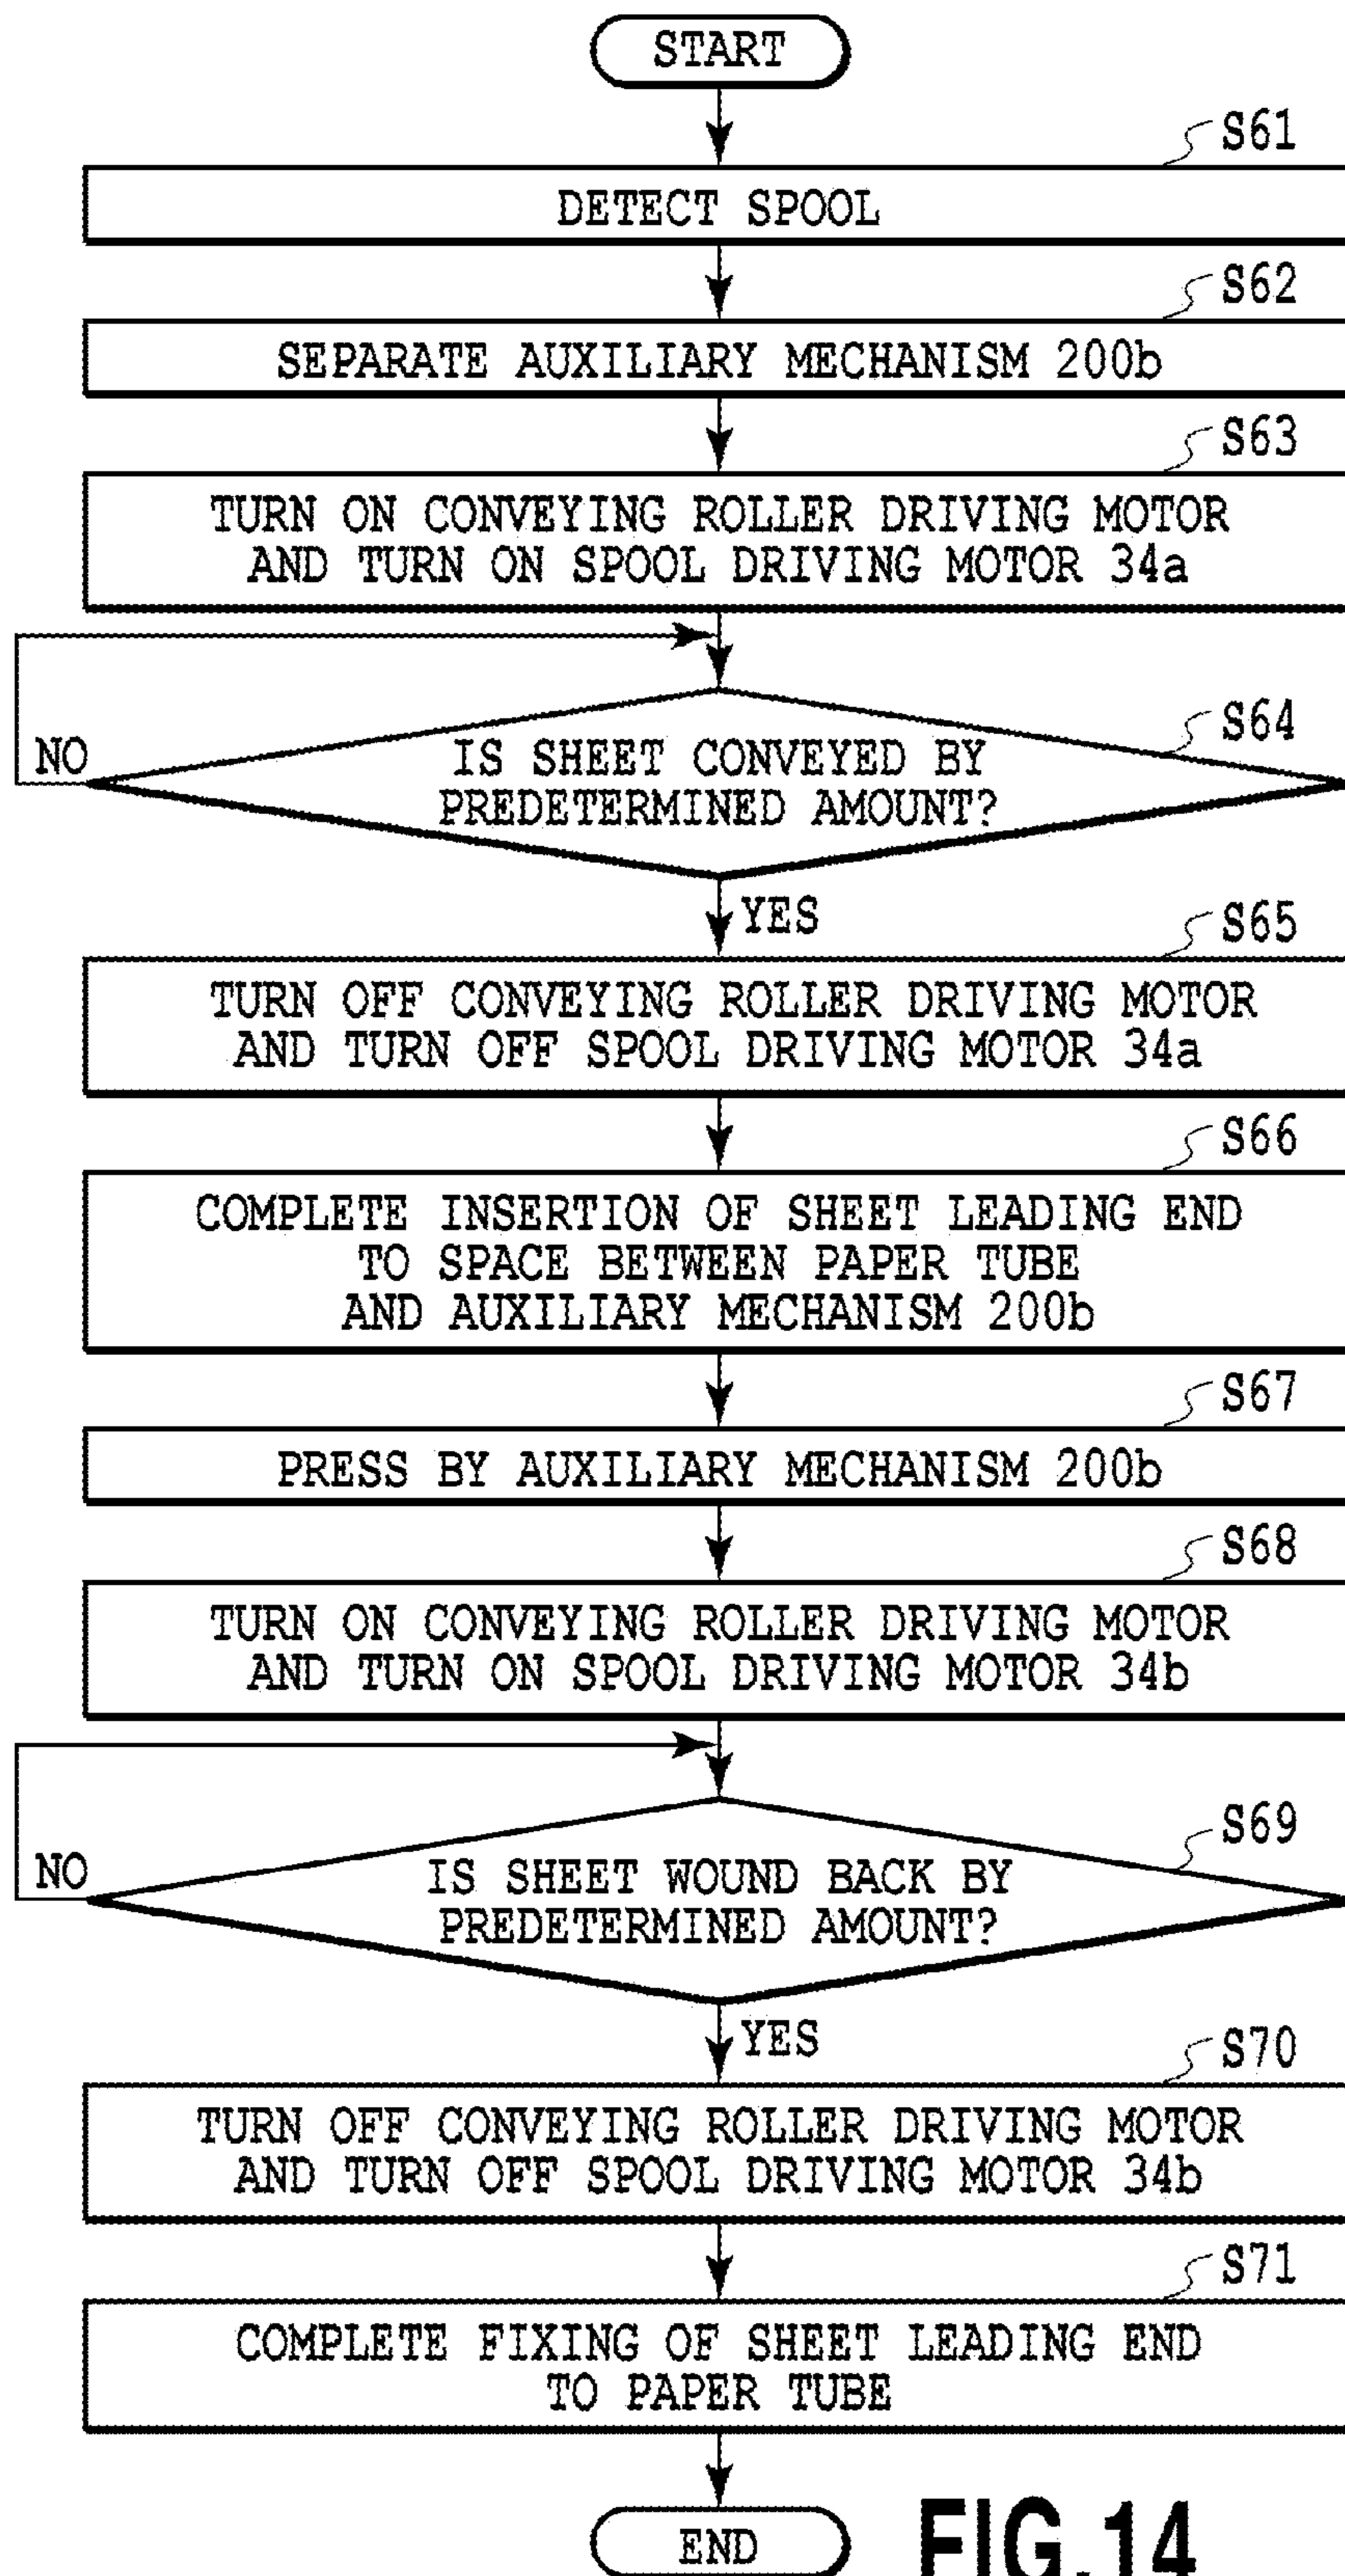 START
S61
DETECT SPOOL
S62
SEPARATE AUXILIARY MECHANISM 200b
S63
TURN ON CONVEYING ROLLER DRIVING MOTOR
AND TURN ON SPOOL DRIVING MOTOR 34a
S64
NO
IS SHEET CONVEYED BY
PREDETERMINED AMOUNT?
YES
S65
TURN OFF CONVEYING ROLLER DRIVING MOTOR
AND TURN OFF SPOOL DRIVING MOTOR 34a
S66
COMPLETE INSERTION OF SHEET LEADING END
TO SPACE BETWEEN PAPER TUBE
AND AUXILIARY MECHANISM 200b
S67
PRESS BY AUXILIARY MECHANISM 200b
S68
TURN ON CONVEYING ROLLER DRIVING MOTOR
AND TURN ON SPOOL DRIVING MOTOR 34b
S69
NO
IS SHEET WOUND BACK BY
PREDETERMINED AMOUNT?
YES
S70
TURN OFF CONVEYING ROLLER DRIVING MOTOR
AND TURN OFF SPOOL DRIVING MOTOR 34b
S71
COMPLETE FIXING OF SHEET LEADING END
TO PAPER TUBE
END
FIG.14